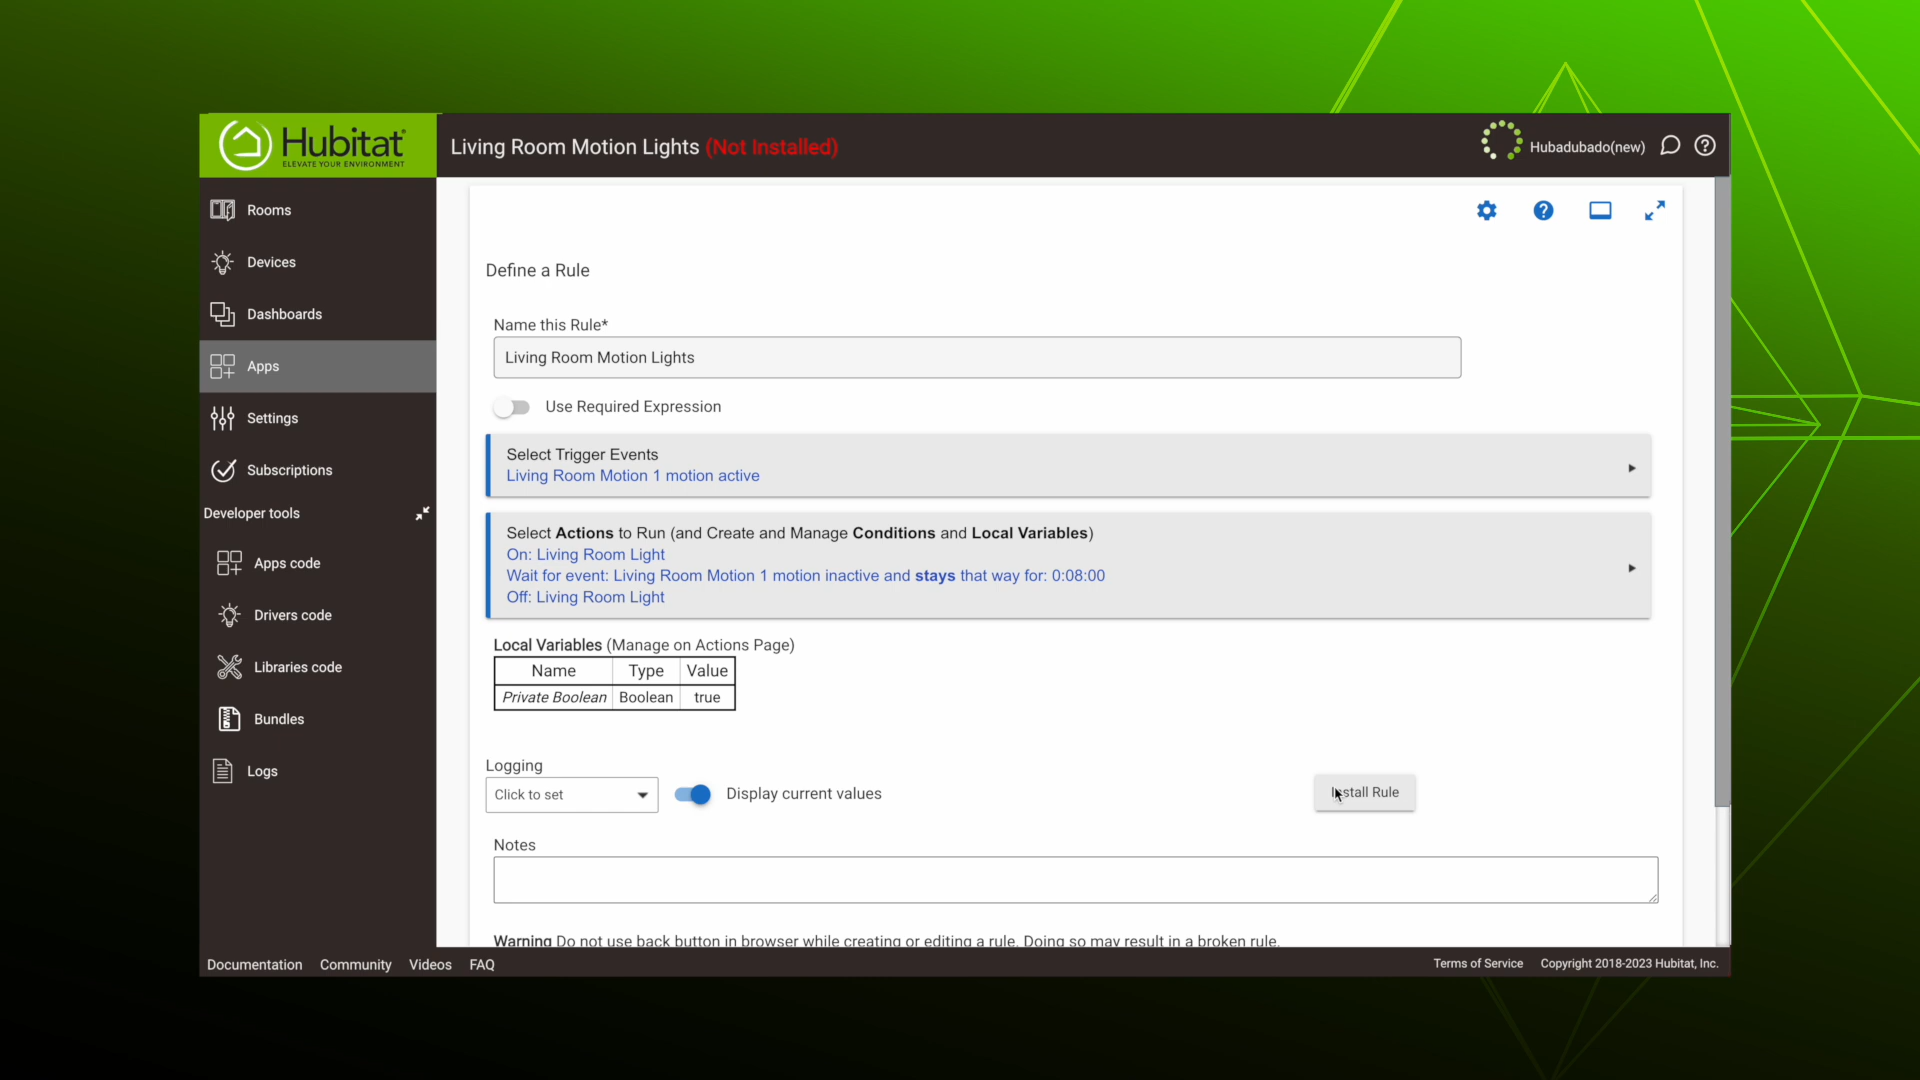 Hubitat
ELEVATE YOUR ENVIRONMENT
Living Room Motion Lights (Not Installed)
Hubadubado(new)
Rooms
Devices
Dashboards
Apps
Settings
Subscriptions
Developer tools
Apps code
Drivers code
Libraries code
Bundles
Logs
Define a Rule
Name this Rule*
Living Room Motion Lights
Use Required Expression
Select Trigger Events
Living Room Motion 1 motion active
Select Actions to Run (and Create and Manage Conditions and Local Variables)
On: Living Room Light
Wait for event: Living Room Motion 1 motion inactive and stays that way for: 0:08:00
Off: Living Room Light
Local Variables (Manage on Actions Page)
Name Type Value
Private Boolean Boolean true
Logging
Click to set
Display current values
Install Rule
Notes
Warning Do not use back button in browser while creating or editing a rule. Doing so may result in a broken rule.
Documentation Community Videos FAQ
Terms of Service Copyright 2018-2023 Hubitat, Inc.